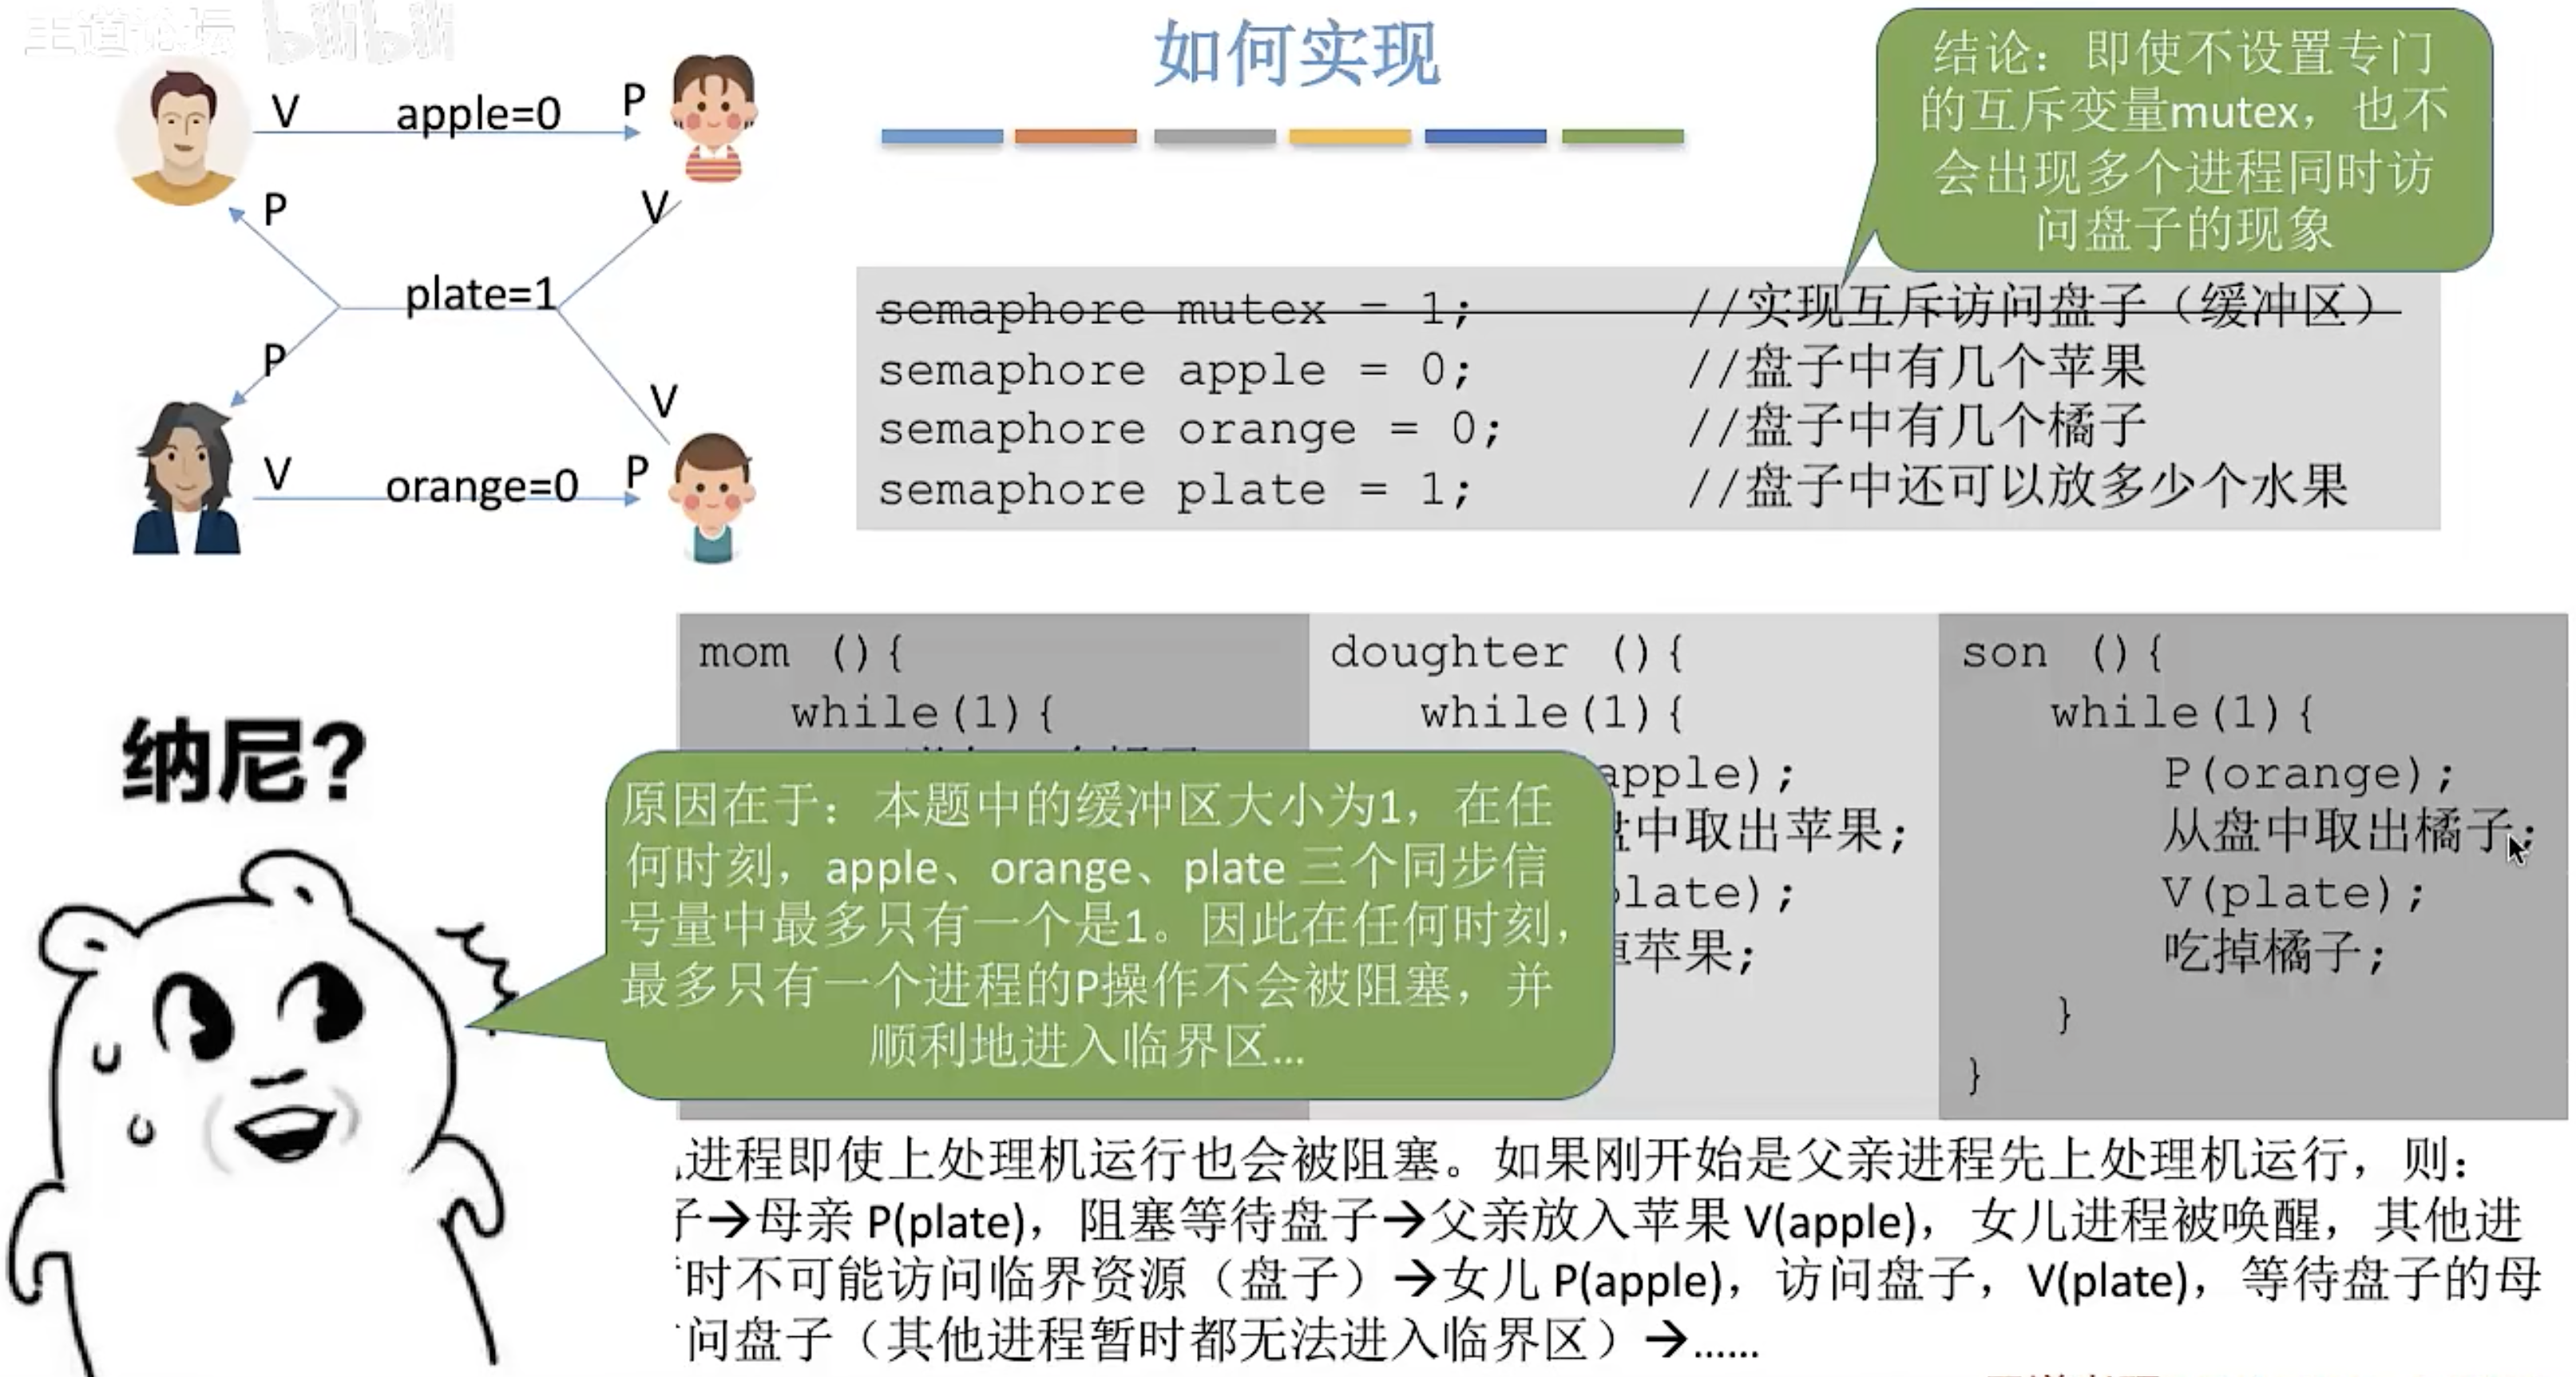 王道论坛 bilibili
如何实现
结论：即使不设置专门
的互斥变量mutex，也不
会出现多个进程同时访
问盘子的现象
V apple=0 P
P
V
plate=1
P
V
V orange=0 P
semaphore mutex = 1; //实现互斥访问盘子（缓冲区）
semaphore apple = 0; //盘子中有几个苹果
semaphore orange = 0; //盘子中有几个橘子
semaphore plate = 1; //盘子中还可以放多少个水果
mom (){
while(1){
doughter (){
while(1){
apple);
中取出苹果;
late);
苹果;
son (){
while(1){
P(orange);
从盘中取出橘子;
V(plate);
吃掉橘子;
}
}
纳尼?
原因在于：本题中的缓冲区大小为1，在任
何时刻，apple、orange、plate 三个同步信
号量中最多只有一个是1。因此在任何时刻，
最多只有一个进程的P操作不会被阻塞，并
顺利地进入临界区...
进程即使上处理机运行也会被阻塞。如果刚开始是父亲进程先上处理机运行，则：
子→母亲 P(plate)，阻塞等待盘子→父亲放入苹果 V(apple)，女儿进程被唤醒，其他进
时不可能访问临界资源（盘子）→女儿 P(apple)，访问盘子，V(plate)，等待盘子的母
问盘子（其他进程暂时都无法进入临界区）→......